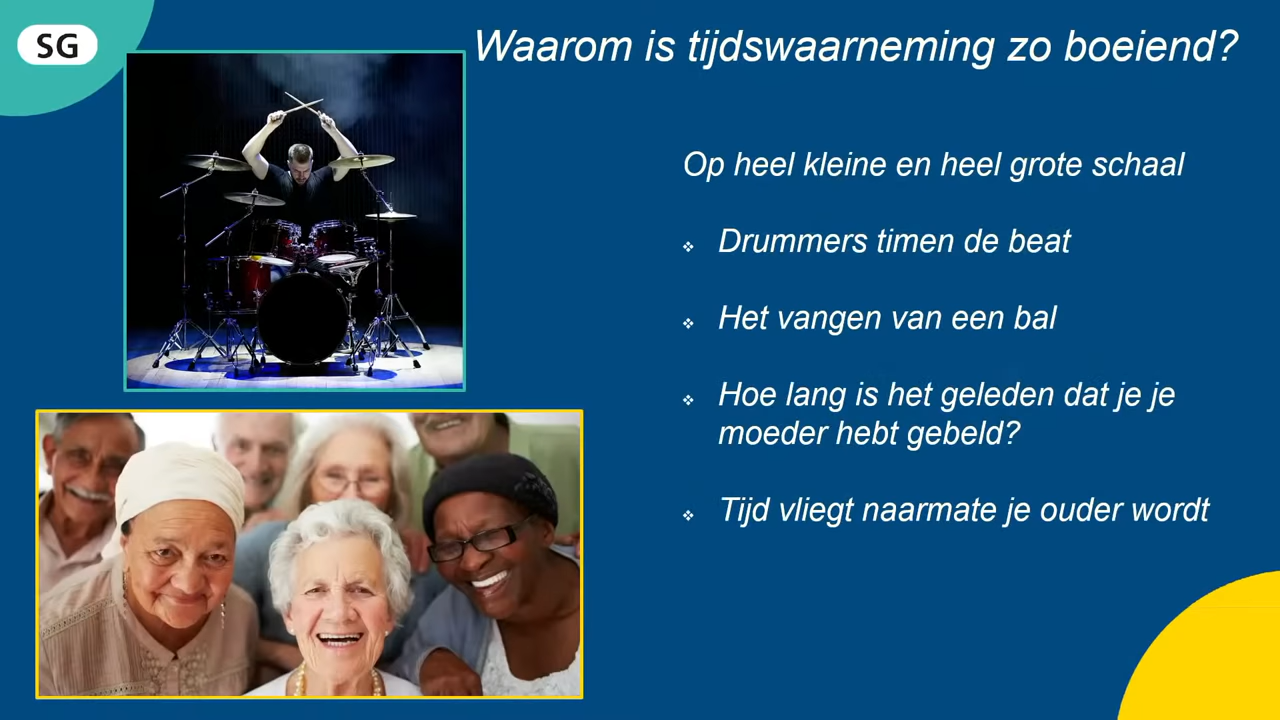 SG
Waarom is tijdswaarneming zo boeiend?
Op heel kleine en heel grote schaal
Drummers timen de beat
Het vangen van een bal
Hoe lang is het geleden dat je je
moeder hebt gebeld?
Tijd vliegt naarmate je ouder wordt